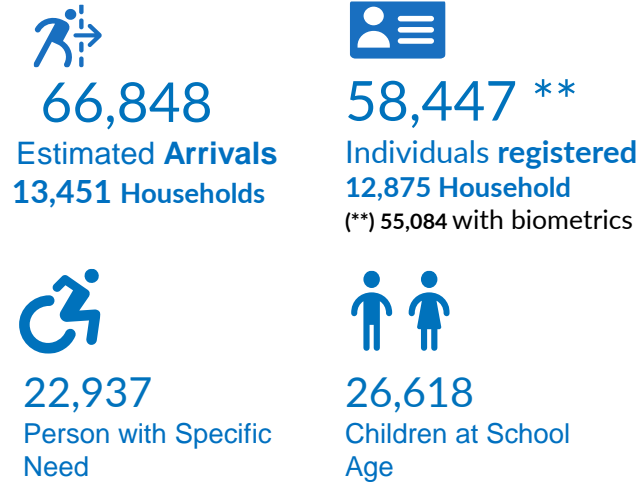 66,848
Estimated Arrivals
13,451 Households
58,447 **
Individuals registered
12,875 Household
(**) 55,084 with biometrics
22,937
Person with Specific
Need
26,618
Children at School
Age